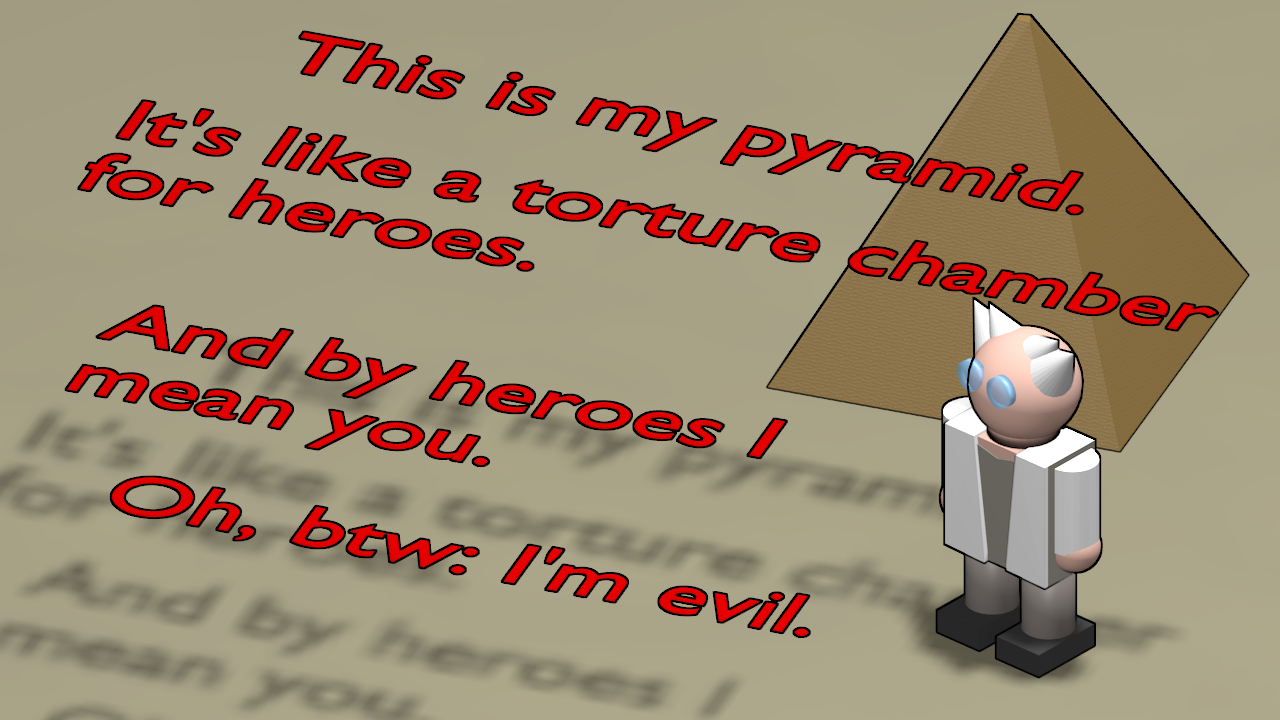 This is my pyramid.
It's like a torture chamber
for heroes.
And by heroes I
mean you.
Oh, btw: I'm evil.